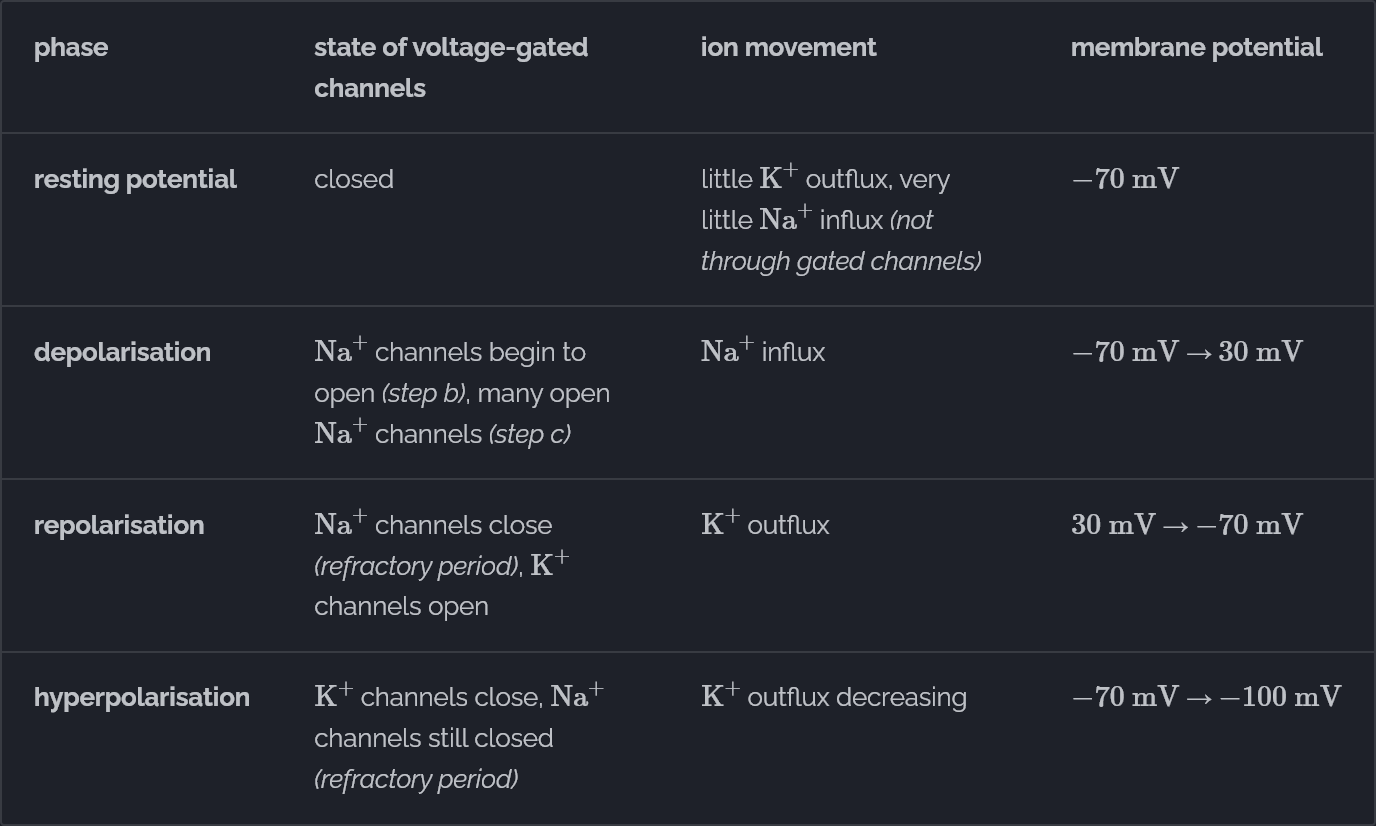 phase state of voltage-gated ion movement membrane potential
channels
resting potential closed little K⁺ outflux, very −70 mV
little Na⁺ influx (not
through gated channels)
depolarisation Na⁺ channels begin to Na⁺ influx −70 mV → 30 mV
open (step b), many open
Na⁺ channels (step c)
repolarisation Na⁺ channels close K⁺ outflux 30 mV → −70 mV
(refractory period), K⁺
channels open
hyperpolarisation K⁺ channels close, Na⁺ K⁺ outflux decreasing −70 mV → −100 mV
channels still closed
(refractory period)